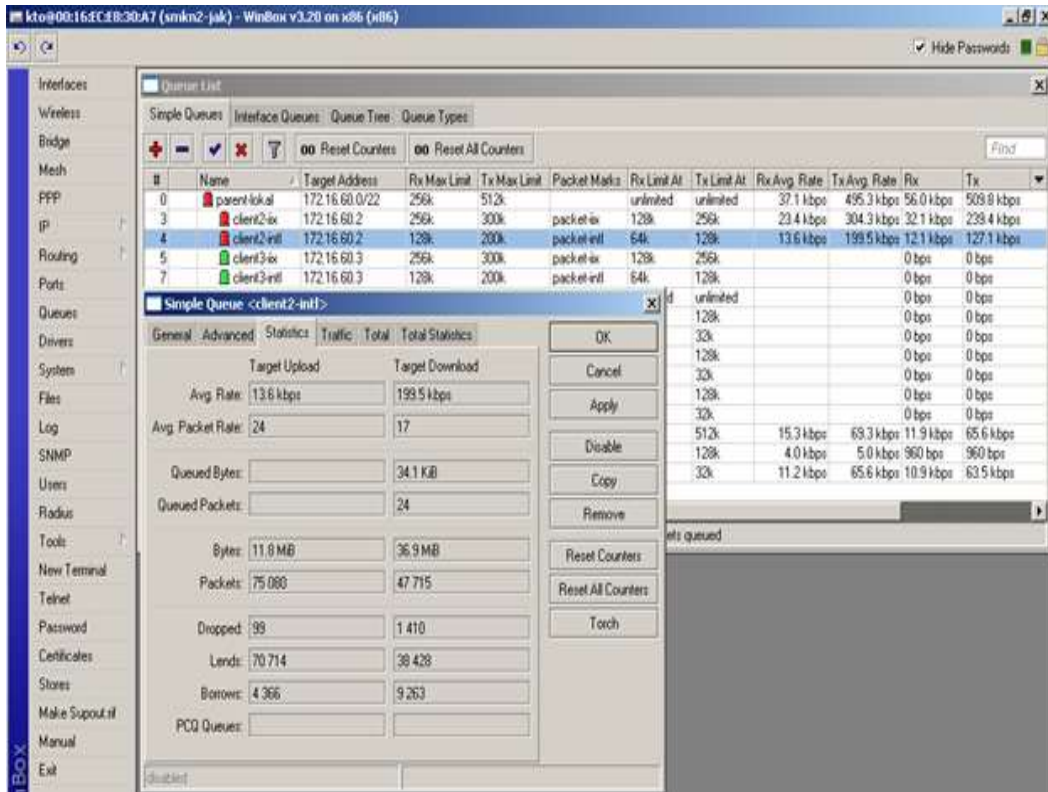 kto@00:16:EC:E8:30:A7 (smkn2-jak) - WinBox v3.20 on x86 (x86)
Hide Passwords
Interfaces
Wireless
Bridge
Mesh
PPP
IP
Routing
Ports
Queues
Drivers
System
Files
Log
SNMP
Users
Radius
Tools
New Terminal
Telnet
Password
Certificates
Stores
Make Supout.rif
Manual
Exit
Queue List
Simple Queues Interface Queues Queue Tree Queue Types
00 Reset Counters 00 Reset All Counters Find
# Name Target Address Rx Max Limit Tx Max Limit Packet Marks Rx Limit At Tx Limit At Rx Avg. Rate Tx Avg. Rate Rx Tx
0 parent-lokal 172.16.60.0/22 256k 512k unlimited unlimited 37.1 kbps 495.3 kbps 56.0 kbps 509.8 kbps
3 client2-iix 172.16.60.2 256k 300k packet-iix 128k 256k 23.4 kbps 304.3 kbps 32.1 kbps 239.4 kbps
4 client2-intl 172.16.60.2 128k 200k packet-intl 64k 128k 13.6 kbps 199.5 kbps 12.1 kbps 127.1 kbps
5 client3-iix 172.16.60.3 256k 300k packet-iix 128k 256k 0 bps 0 bps
7 client3-intl 172.16.60.3 128k 200k packet-intl 64k 128k 0 bps 0 bps
d unlimited 0 bps 0 bps
128k 0 bps 0 bps
32k 0 bps 0 bps
128k 0 bps 0 bps
32k 0 bps 0 bps
128k 0 bps 0 bps
32k 0 bps 0 bps
512k 15.3 kbps 69.3 kbps 11.9 kbps 65.6 kbps
128k 4.0 kbps 5.0 kbps 960 bps 960 bps
32k 11.2 kbps 65.6 kbps 10.9 kbps 63.5 kbps
ets queued
Simple Queue <client2-intl>
General Advanced Statistics Traffic Total Total Statistics
Target Upload Target Download
Avg. Rate: 13.6 kbps 199.5 kbps
Avg. Packet Rate: 24 17
Queued Bytes: 34.1 KiB
Queued Packets: 24
Bytes: 11.8 MiB 36.9 MiB
Packets: 75 080 47 715
Dropped: 99 1 410
Lends: 70 714 38 428
Borrows: 4 366 9 263
PCQ Queues:
disabled
OK
Cancel
Apply
Disable
Copy
Remove
Reset Counters
Reset All Counters
Torch
nBox